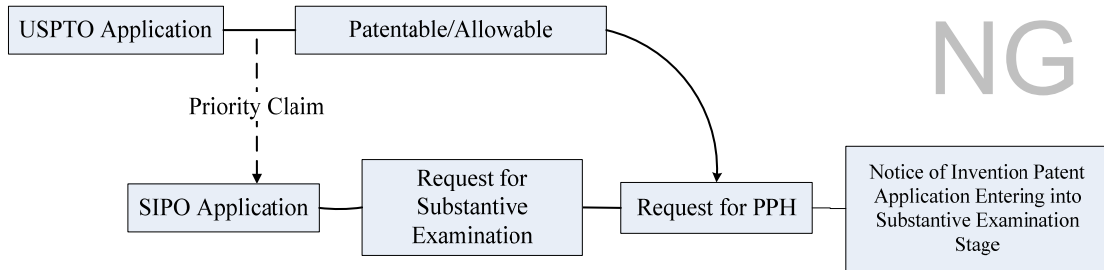 USPTO Application
Patentable/Allowable
NG
Priority Claim
SIPO Application
Request for
Substantive
Examination
Request for PPH
Notice of Invention Patent
Application Entering into
Substantive Examination
Stage